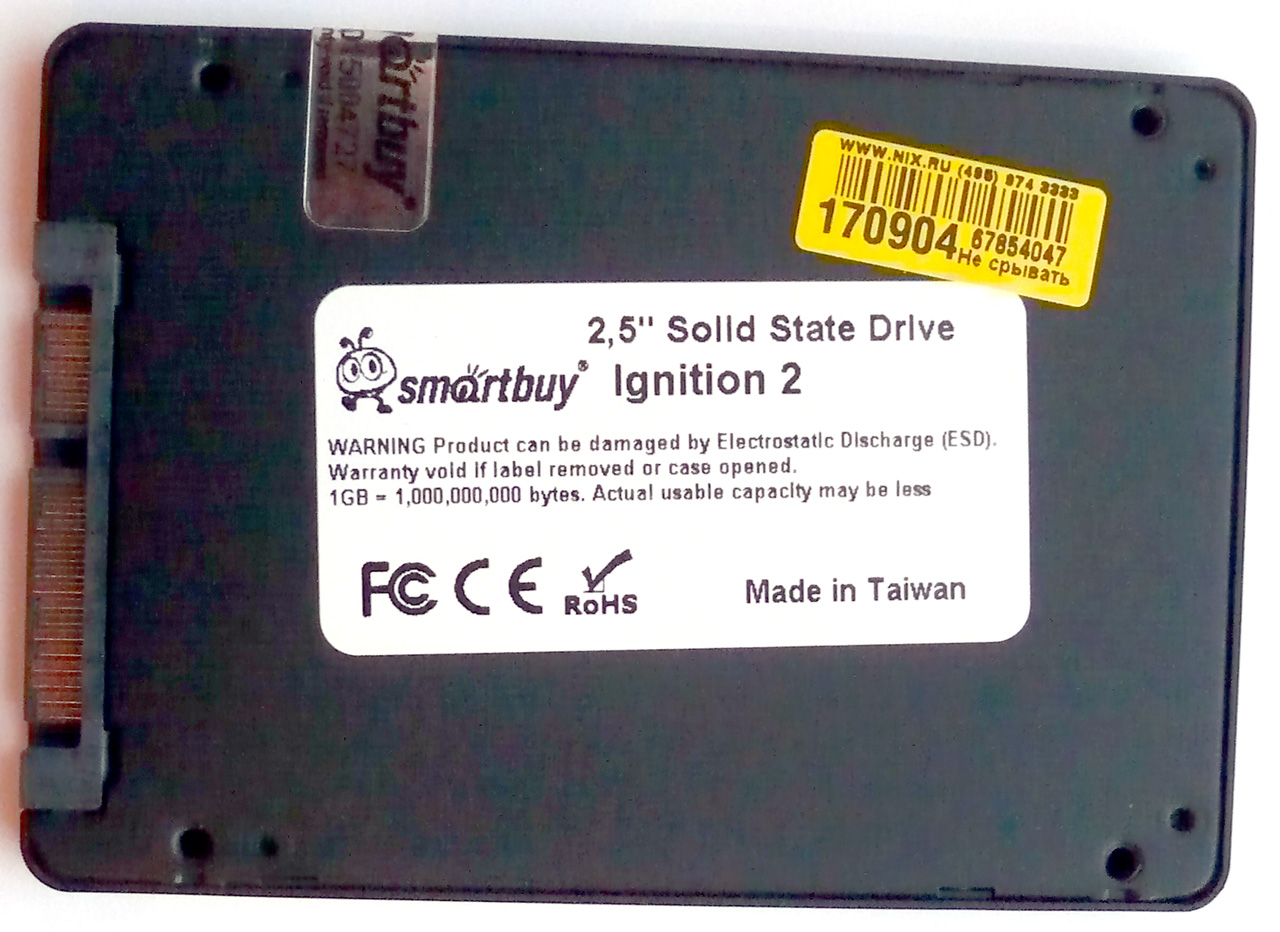 smartbuy®
WWW.NIX.RU (495) 974 3333
170904 67854047
Не срывать
2,5" Solid State Drive
smartbuy® Ignition 2
WARNING Product can be damaged by Electrostatic Discharge (ESD).
Warranty void if label removed or case opened.
1GB = 1,000,000,000 bytes. Actual usable capacity may be less
FC CE RoHS
Made in Taiwan